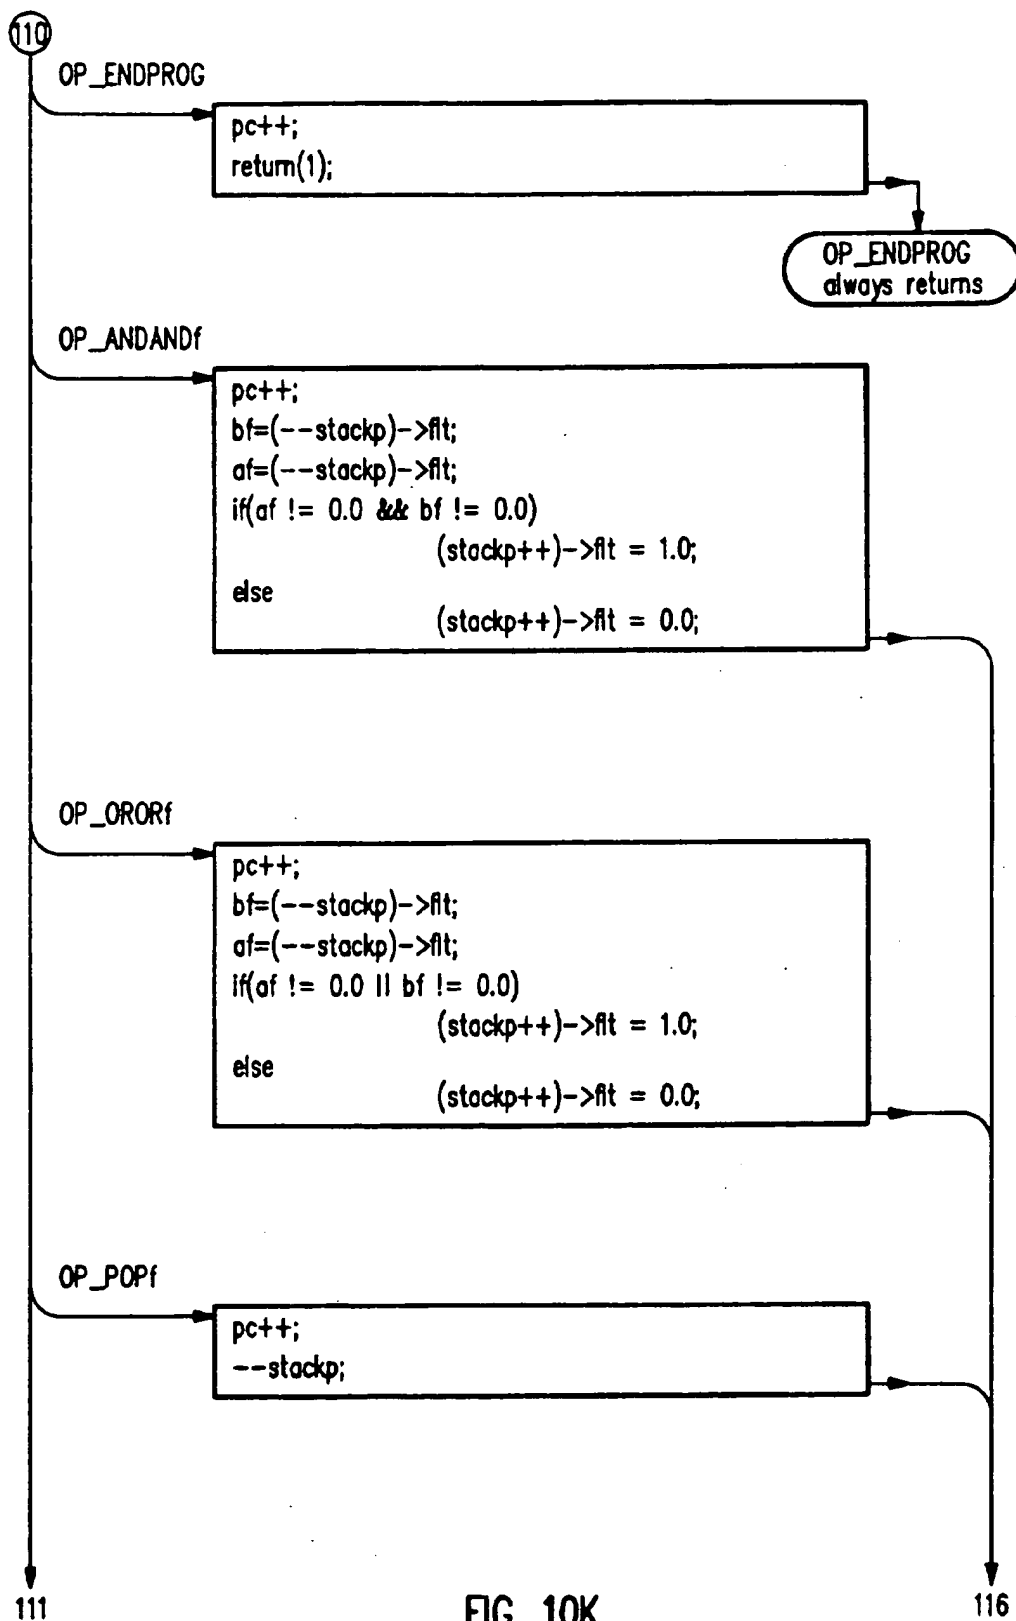 110
OP_ENDPROG
pc++;
return(1);
OP_ENDPROG
always returns
OP_ANDANDf
pc++;
bf=(--stackp)->flt;
af=(--stackp)->flt;
if(af != 0.0 && bf != 0.0)
(stackp++)->flt = 1.0;
else
(stackp++)->flt = 0.0;
OP_ORORf
pc++;
bf=(--stackp)->flt;
af=(--stackp)->flt;
if(af != 0.0 || bf != 0.0)
(stackp++)->flt = 1.0;
else
(stackp++)->flt = 0.0;
OP_POPf
pc++;
--stackp;
111
FIG. 10K
116